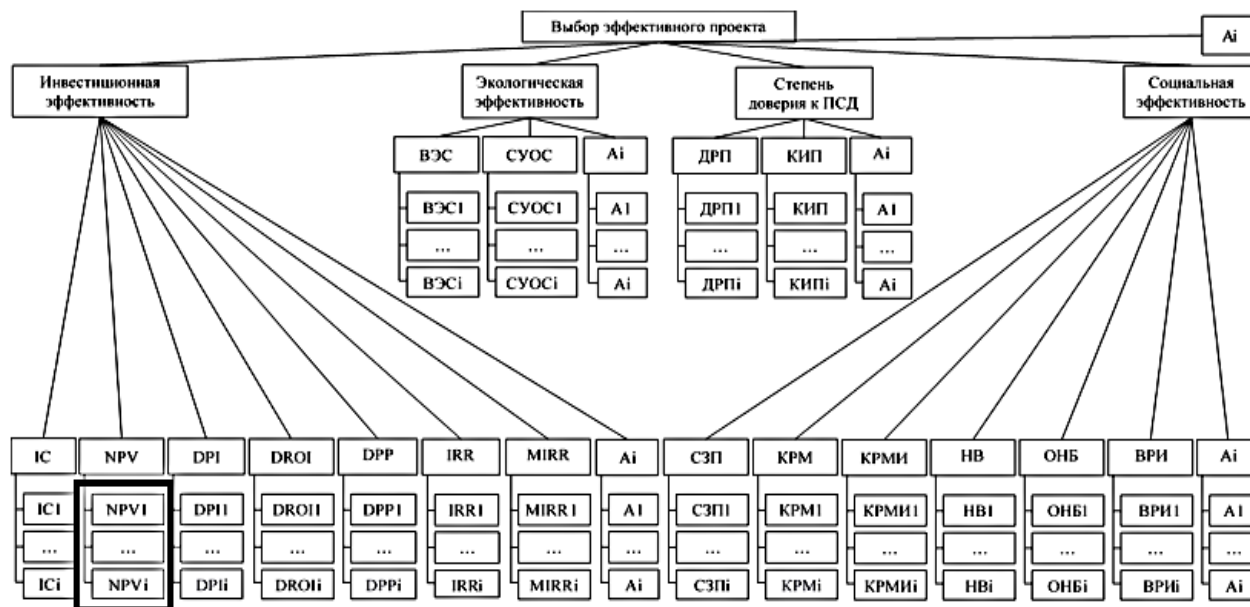 Выбор эффективного проекта
Ai
Инвестиционная
эффективность
Экологическая
эффективность
Степень
доверия к ПСД
Социальная
эффективность
ВЭС СУОС Ai ДРП КИП Ai
ВЭС1 СУОС1 A1 ДРП1 КИП A1
... ... ... ... ... ...
ВЭСi СУОСi Ai ДРПi КИПi Ai
IC NPV DPI DROI DPP IRR MIRR Ai СЗП КРМ КРМИ НВ ОНБ ВРИ Ai
IC1 NPV1 DPI1 DROI1 DPP1 IRR1 MIRR1 A1 СЗП1 КРМ1 КРМИ1 НВ1 ОНБ1 ВРИ1 A1
... ... ... ... ... ... ... ... ... ... ... ... ... ... ...
ICi NPVi DPIi DROIi DPPi IRRi MIRRi Ai СЗПi КРМi КРМИi НВi ОНБi ВРИi Ai